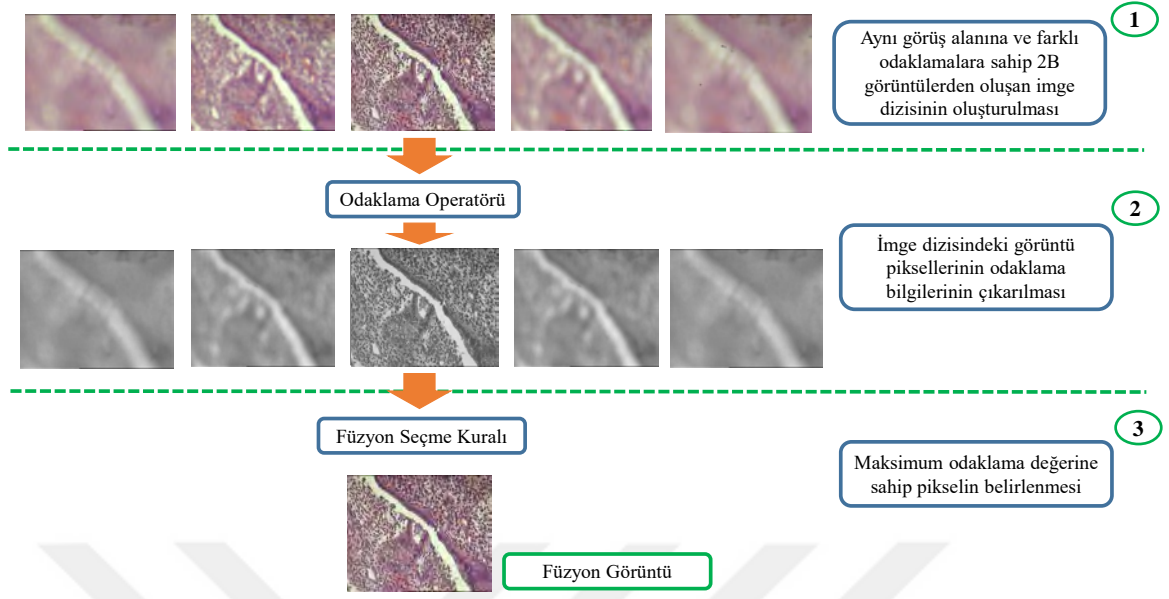 1
Aynı görüş alanına ve farklı
odaklamalara sahip 2B
görüntülerden oluşan imge
dizisinin oluşturulması
Odaklama Operatörü
2
İmge dizisindeki görüntü
piksellerinin odaklama
bilgilerinin çıkarılması
Füzyon Seçme Kuralı
3
Maksimum odaklama değerine
sahip pikselin belirlenmesi
Füzyon Görüntü